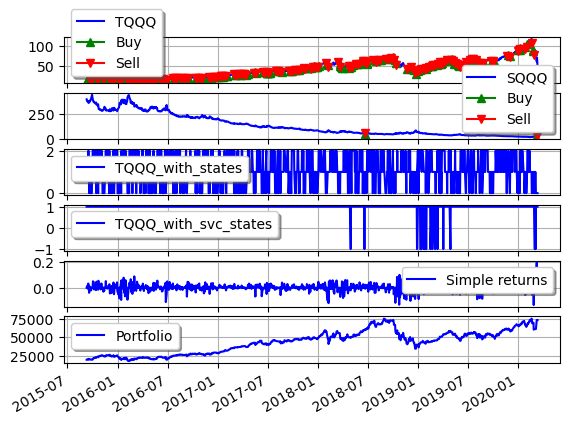 TQQQ
Buy
Sell
100
50
SQQQ
Buy
Sell
250
0
TQQQ_with_states
2
0
TQQQ_with_svc_states
1
−1
Simple returns
0.2
0.0
Portfolio
75000
50000
25000
2015-07 2016-01 2016-07 2017-01 2017-07 2018-01 2018-07 2019-01 2019-07 2020-01